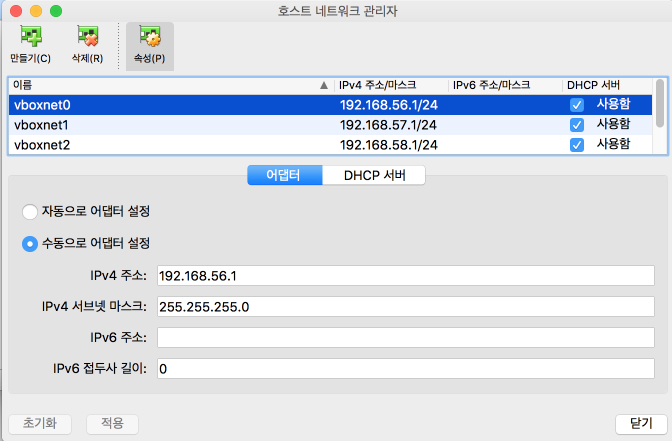 호스트 네트워크 관리자
만들기(C) 삭제(R) 속성(P)
이름 IPv4 주소/마스크 IPv6 주소/마스크 DHCP 서버
vboxnet0 192.168.56.1/24 사용함
vboxnet1 192.168.57.1/24 사용함
vboxnet2 192.168.58.1/24 사용함
어댑터 DHCP 서버
자동으로 어댑터 설정
수동으로 어댑터 설정
IPv4 주소: 192.168.56.1
IPv4 서브넷 마스크: 255.255.255.0
IPv6 주소:
IPv6 접두사 길이: 0
초기화 적용 닫기